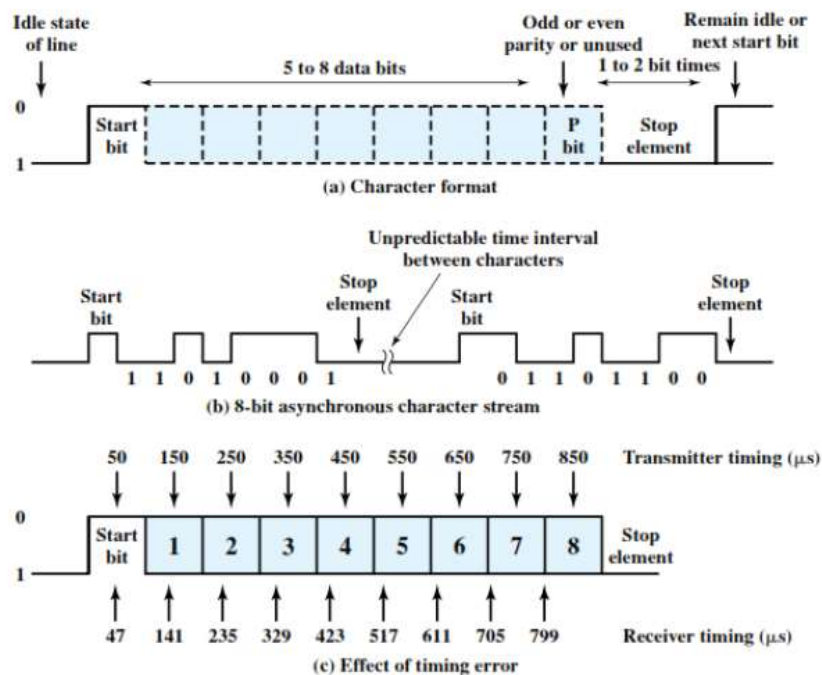 Idle state
of line
Odd or even
parity or unused
Remain idle or
next start bit
5 to 8 data bits
1 to 2 bit times
0
1
Start
bit
P
bit
Stop
element
(a) Character format
Unpredictable time interval
between characters
Start
bit
Stop
element
Start
bit
Stop
element
1 1 0 1 0 0 0 1
0 1 1 0 1 1 0 0
(b) 8-bit asynchronous character stream
50 150 250 350 450 550 650 750 850 Transmitter timing (μs)
0
1
Start
bit
1 2 3 4 5 6 7 8
Stop
element
47 141 235 329 423 517 611 705 799 Receiver timing (μs)
(c) Effect of timing error